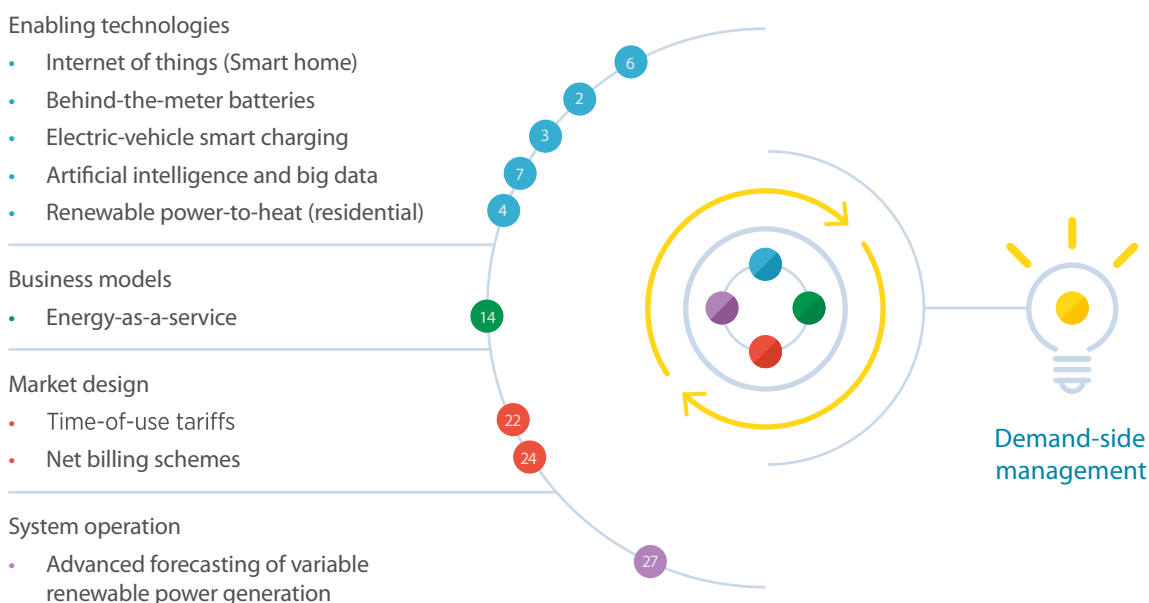 Enabling technologies
• Internet of things (Smart home)
6
• Behind-the-meter batteries
2
• Electric-vehicle smart charging
3
• Artificial intelligence and big data
7
• Renewable power-to-heat (residential)
4
Business models
• Energy-as-a-service
14
Market design
• Time-of-use tariffs
22
• Net billing schemes
24
System operation
• Advanced forecasting of variable
renewable power generation
27
Demand-side
management